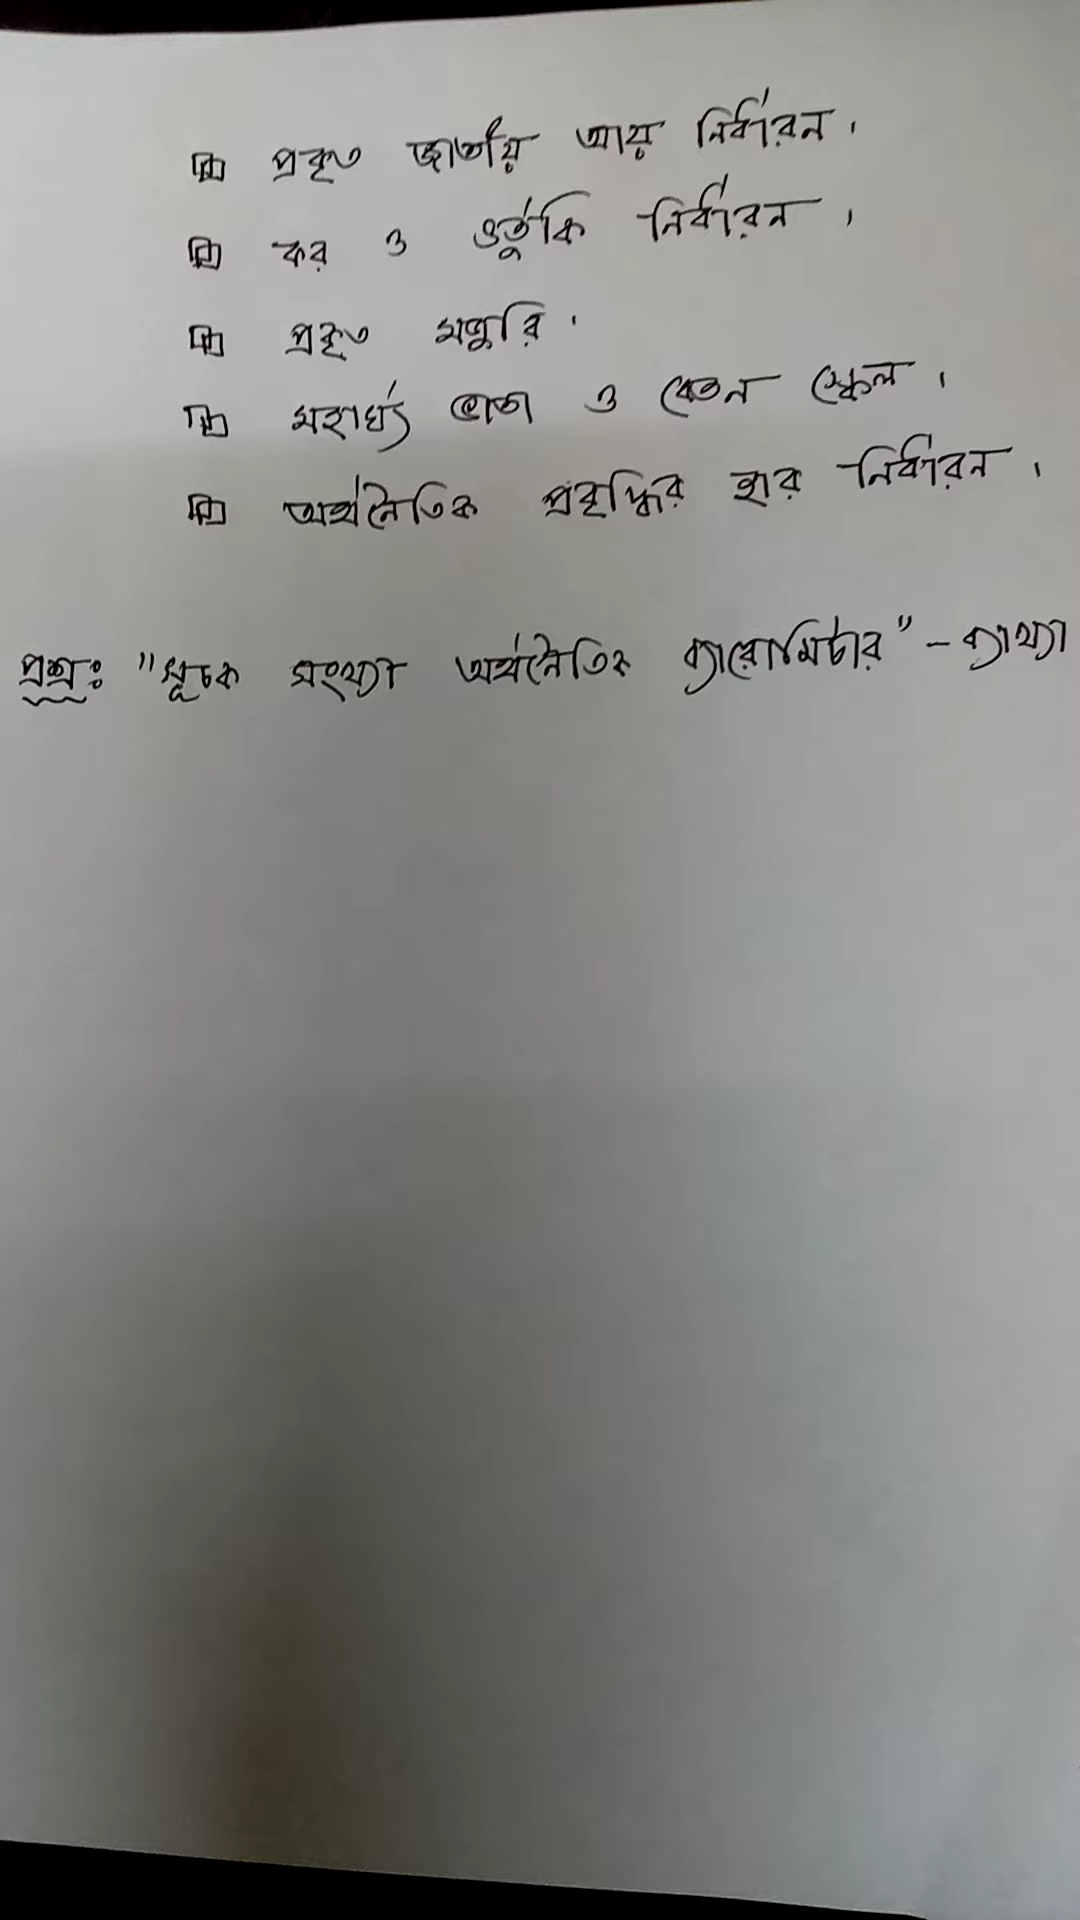 প্রকৃত জাতীয় আয় নির্ধারন।
কর ও ভর্তুকি নির্ধারন।
প্রকৃত মজুরি।
মহার্ঘ্য ভাতা ও বেতন স্কেল।
অর্থনৈতিক প্রবৃদ্ধির হার নির্ধারন।
প্রশ্ন: "সূচক সংখ্যা অর্থনৈতিক ব্যারোমিটার" - ব্যাখ্যা